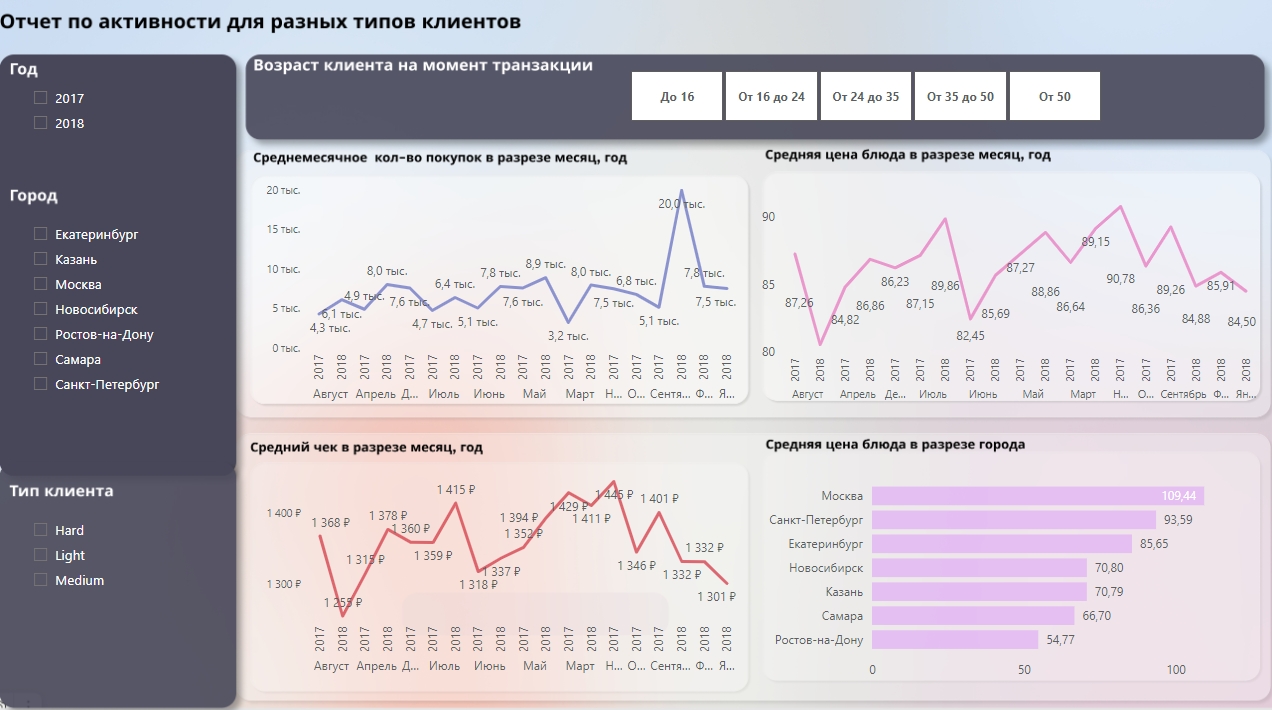 Отчет по активности для разных типов клиентов
Год
2017
2018
Город
Екатеринбург
Казань
Москва
Новосибирск
Ростов-на-Дону
Самара
Санкт-Петербург
Тип клиента
Hard
Light
Medium
Возраст клиента на момент транзакции
До 16
От 16 до 24
От 24 до 35
От 35 до 50
От 50
Среднемесячное кол-во покупок в разрезе месяц, год
20 тыс.
15 тыс.
10 тыс.
5 тыс.
0 тыс.
4,3 тыс.
6,1 тыс.
4,9 тыс.
8,0 тыс.
7,6 тыс.
4,7 тыс.
6,4 тыс.
5,1 тыс.
7,8 тыс.
7,6 тыс.
8,9 тыс.
3,2 тыс.
8,0 тыс.
7,5 тыс.
6,8 тыс.
5,1 тыс.
20,0 тыс.
7,8 тыс.
7,5 тыс.
2017 2018 2017 2018 2017 2017 2018 2017 2018 2017 2018 2017 2018 2017 2017 2017 2018 2018 2018
Август Апрель Д... Июль Июнь Май Март Н... О... Сентя... Ф... Я...
Средняя цена блюда в разрезе месяц, год
90
85
80
87,26
84,82
86,86
86,23
87,15
89,86
82,45
85,69
87,27
88,86
86,64
89,15
90,78
86,36
89,26
84,88
85,91
84,50
2017 2018 2017 2018 2017 2017 2018 2017 2018 2017 2018 2017 2018 2017 2017 2017 2018 2018 2018
Август Апрель Де... Июль Июнь Май Март Н... О... Сентябрь Ф... Ян...
Средний чек в разрезе месяц, год
1 400 ₽
1 300 ₽
1 368 ₽
1 255 ₽
1 315 ₽
1 378 ₽
1 360 ₽
1 359 ₽
1 415 ₽
1 318 ₽
1 337 ₽
1 352 ₽
1 394 ₽
1 429 ₽
1 411 ₽
1 445 ₽
1 346 ₽
1 401 ₽
1 332 ₽
1 332 ₽
1 301 ₽
2017 2018 2017 2018 2017 2017 2018 2017 2018 2017 2018 2017 2018 2017 2017 2017 2018 2018 2018
Август Апрель Д... Июль Июнь Май Март Н... О... Сентя... Ф... Я...
Средняя цена блюда в разрезе города
Москва 109,44
Санкт-Петербург 93,59
Екатеринбург 85,65
Новосибирск 70,80
Казань 70,79
Самара 66,70
Ростов-на-Дону 54,77
0 50 100